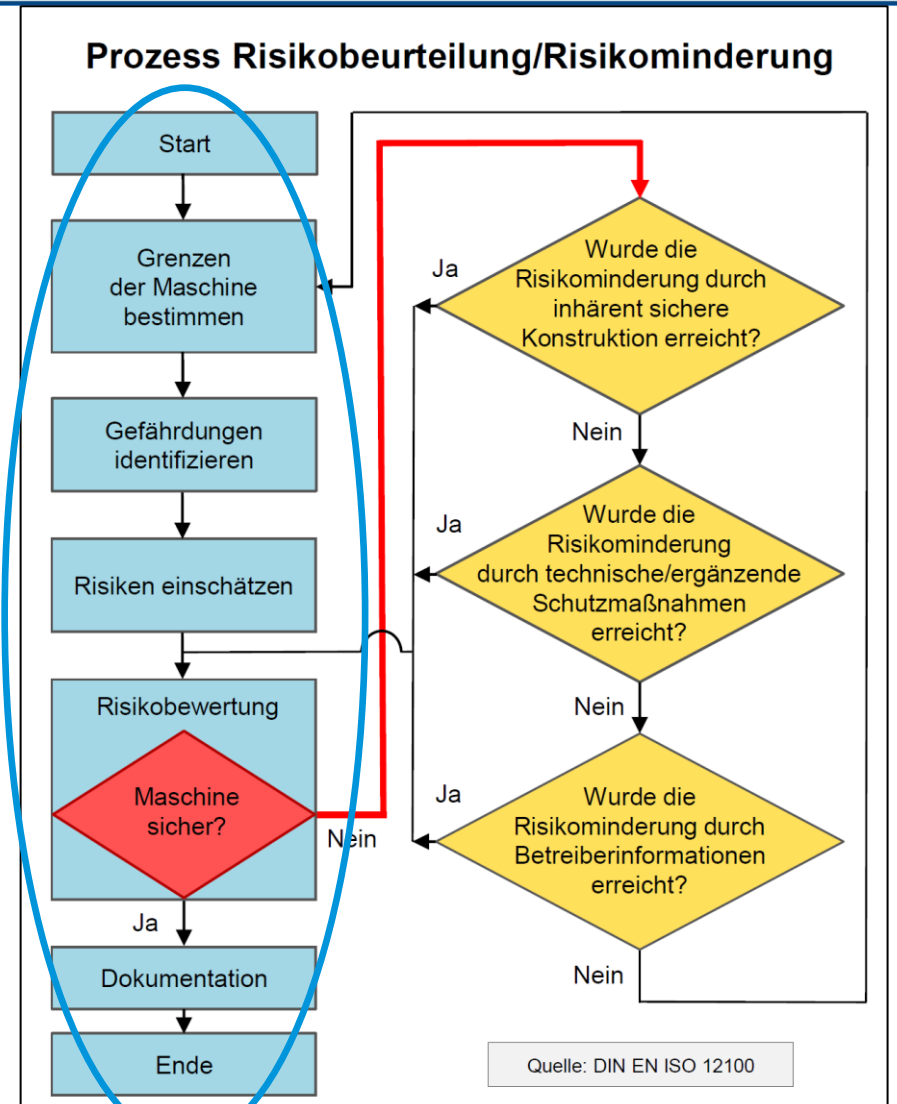 Prozess Risikobeurteilung/Risikominderung
Start
Grenzen
der Maschine
bestimmen
Gefährdungen
identifizieren
Risiken einschätzen
Risikobewertung
Maschine
sicher?
Nein
Ja
Dokumentation
Ende
Wurde die
Risikominderung durch
inhärent sichere
Konstruktion erreicht?
Ja
Nein
Wurde die
Risikominderung
durch technische/ergänzende
Schutzmaßnahmen
erreicht?
Ja
Nein
Wurde die
Risikominderung durch
Betreiberinformationen
erreicht?
Ja
Nein
Quelle: DIN EN ISO 12100